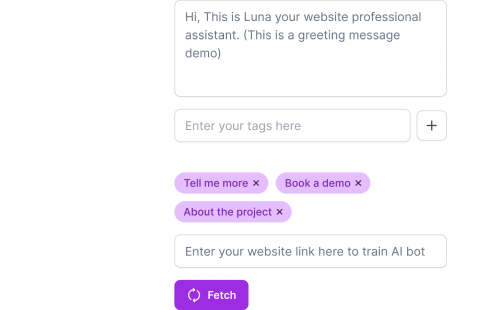 Hi, This is Luna your website professional
assistant. (This is a greeting message
demo)
Enter your tags here
+
Tell me more × Book a demo ×
About the project ×
Enter your website link here to train AI bot
Fetch